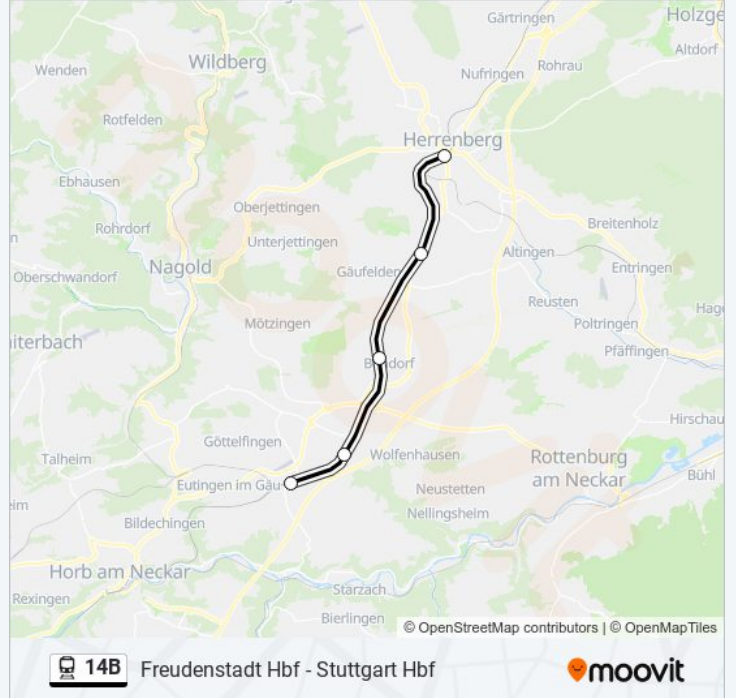 Gärtringen
Holzge
Altdorf
Wildberg
Wenden
Rohrau
Nufringen
Rotfelden
Herrenberg
Ebhausen
Oberjettingen
Breitenholz
Rohrdorf
Unterjettingen
Altingen
n
Nagold
Gäufelden
Entringen
Oberschwandorf
Reusten
Hag
Mötzingen
Poltringen
iterbach
Pfäffingen
B dorf
Hirschau
Göttelfingen
Talheim
Wolfenhausen
Rottenburg
am Neckar
Bühl
Eutingen im Gäu
Neustetten
eim
Nellingsheim
Bildechingen
Horb am Neckar
Starzach
Rexingen
Bierlingen
© OpenStreetMap contributors | © OpenMapTiles
14B Freudenstadt Hbf - Stuttgart Hbf
moovit